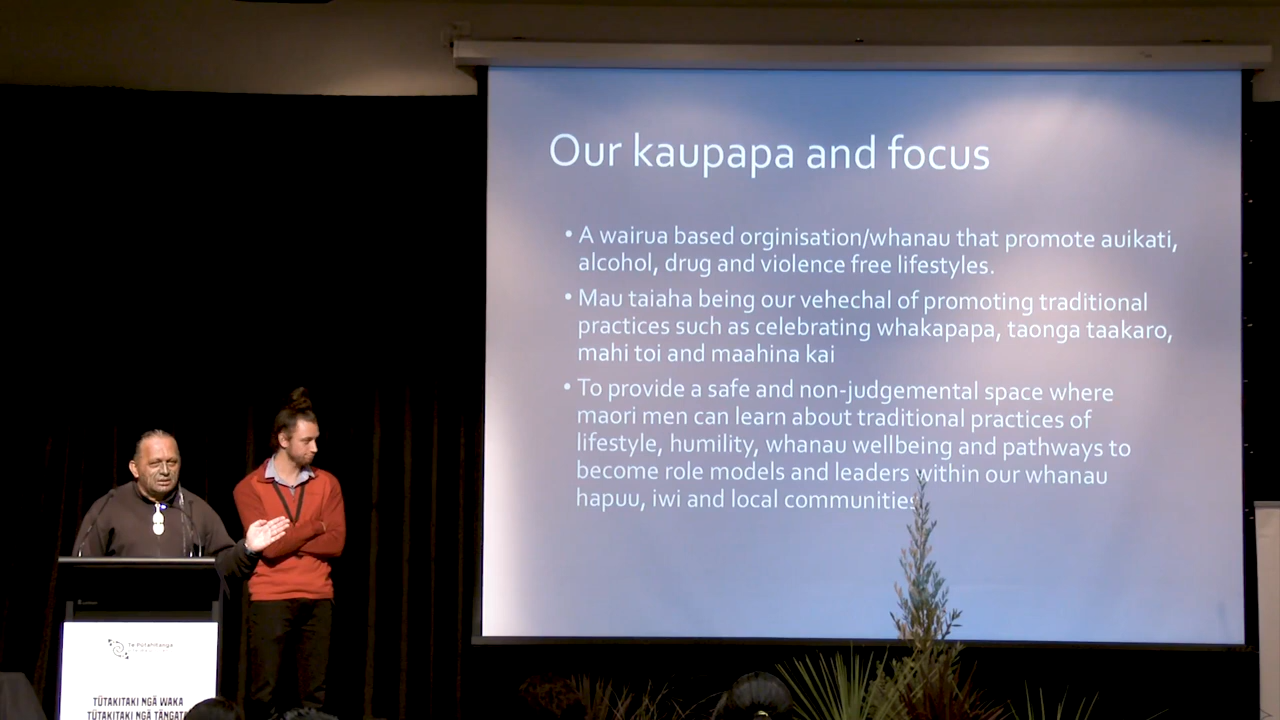 Our kaupapa and focus
• A wairua based orginisation/whanau that promote auikati,
alcohol, drug and violence free lifestyles.
• Mau taiaha being our vehechal of promoting traditional
practices such as celebrating whakapapa, taonga taakaro,
mahi toi and maahina kai
• To provide a safe and non-judgemental space where
maori men can learn about traditional practices of
lifestyle, humility, whanau wellbeing and pathways to
become role models and leaders within our whanau
hapuu, iwi and local communities
Te Pūtahitanga
TŪTAKITAKI NGĀ WAKA
TŪTAKITAKI NGĀ TĀNGATA